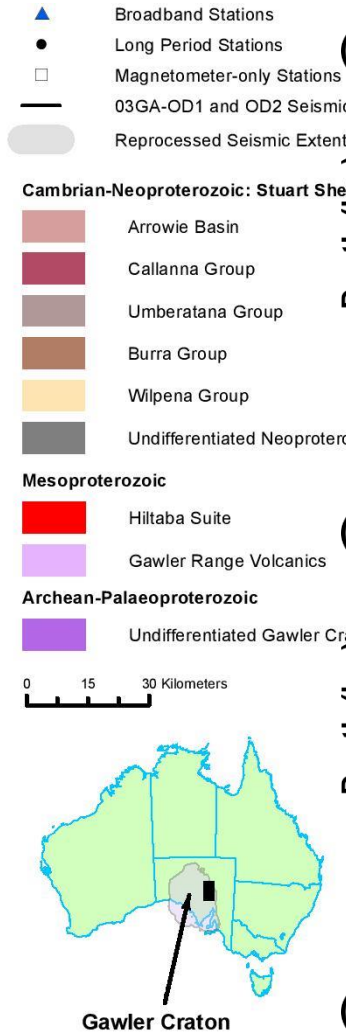 Broadband Stations
Long Period Stations
Magnetometer-only Stations
03GA-OD1 and OD2 Seismic
Reprocessed Seismic Extent
Cambrian-Neoproterozoic: Stuart She
Arrowie Basin
Callanna Group
Umberatana Group
Burra Group
Wilpena Group
Undifferentiated Neoprotero
Mesoproterozoic
Hiltaba Suite
Gawler Range Volcanics
Archean-Palaeoproterozoic
Undifferentiated Gawler Cra
0 15 30 Kilometers
Gawler Craton